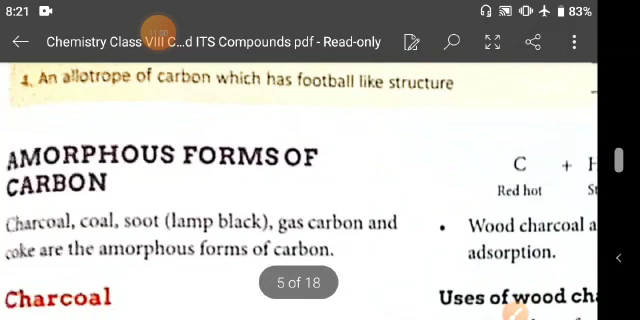 8:21
83%
Chemistry Class VIII C...d ITS Compounds pdf - Read-only
4. An allotrope of carbon which has football like structure
AMORPHOUS FORMS OF
CARBON
Charcoal, coal, soot (lamp black), gas carbon and
coke are the amorphous forms of carbon.
Charcoal
C +
Red hot
• Wood charcoal a
adsorption.
Uses of wood cha
5 of 18